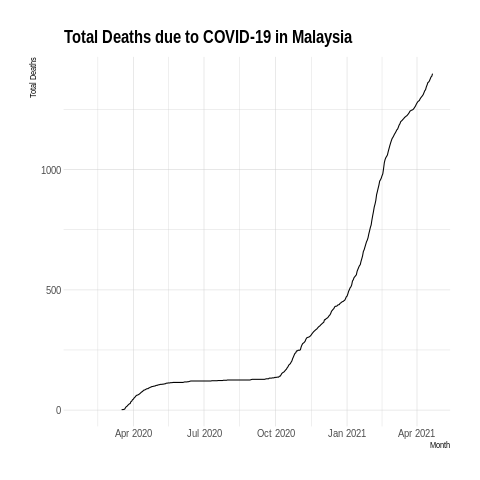 Total Deaths due to COVID-19 in Malaysia
Total Deaths
1000
500
0
Apr 2020 Jul 2020 Oct 2020 Jan 2021 Apr 2021
Month